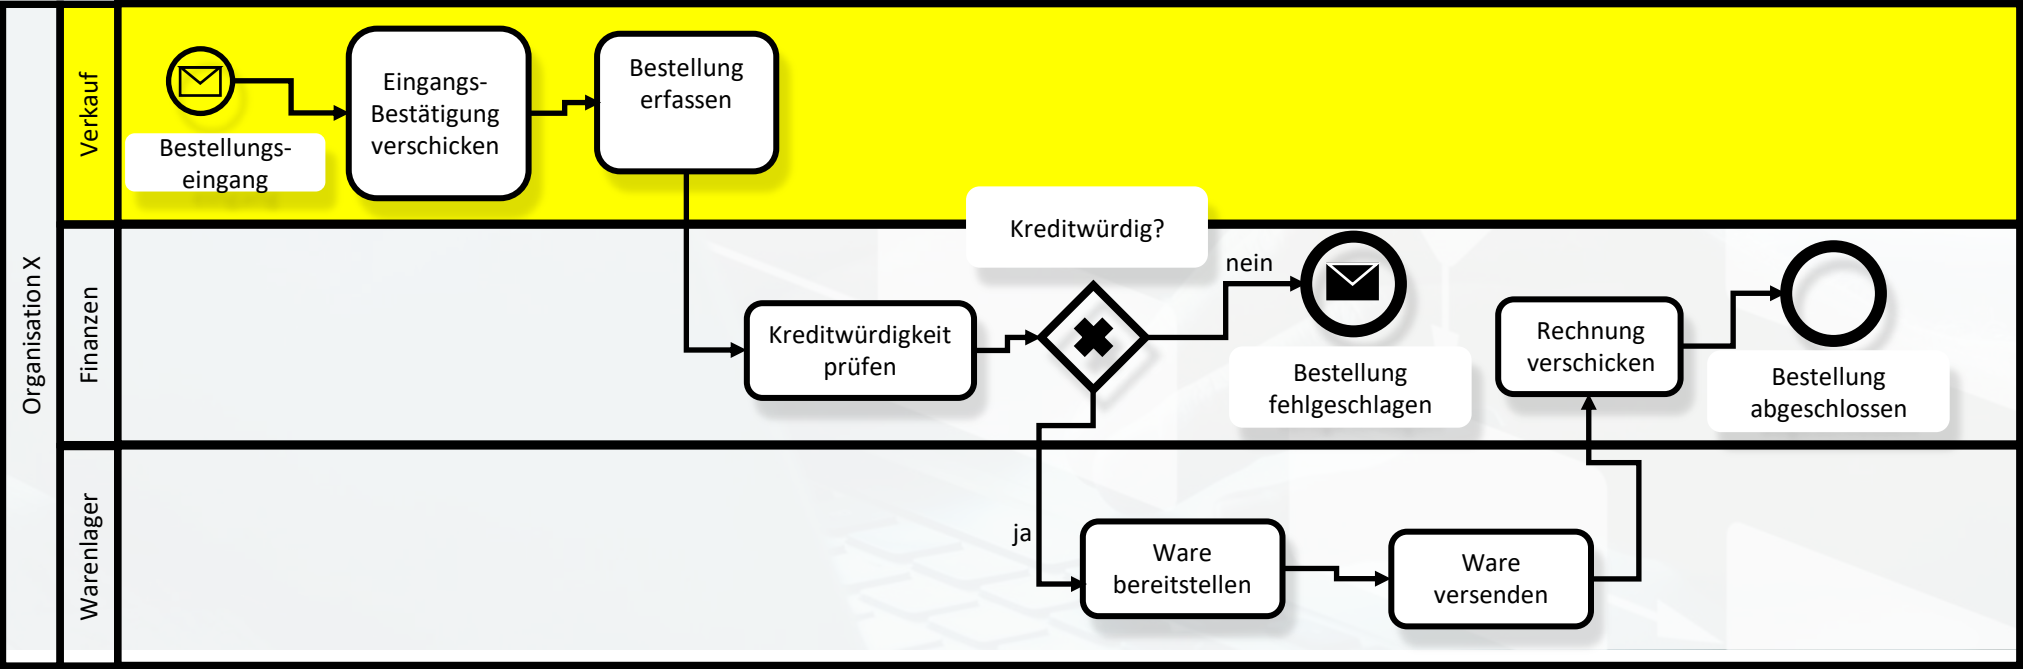 Organisation X
Verkauf
Bestellungs-
eingang
Eingangs-
Bestätigung
verschicken
Bestellung
erfassen
Finanzen
Kreditwürdigkeit
prüfen
Kreditwürdig?
nein
Bestellung
fehlgeschlagen
Rechnung
verschicken
Bestellung
abgeschlossen
Warenlager
ja
Ware
bereitstellen
Ware
versenden